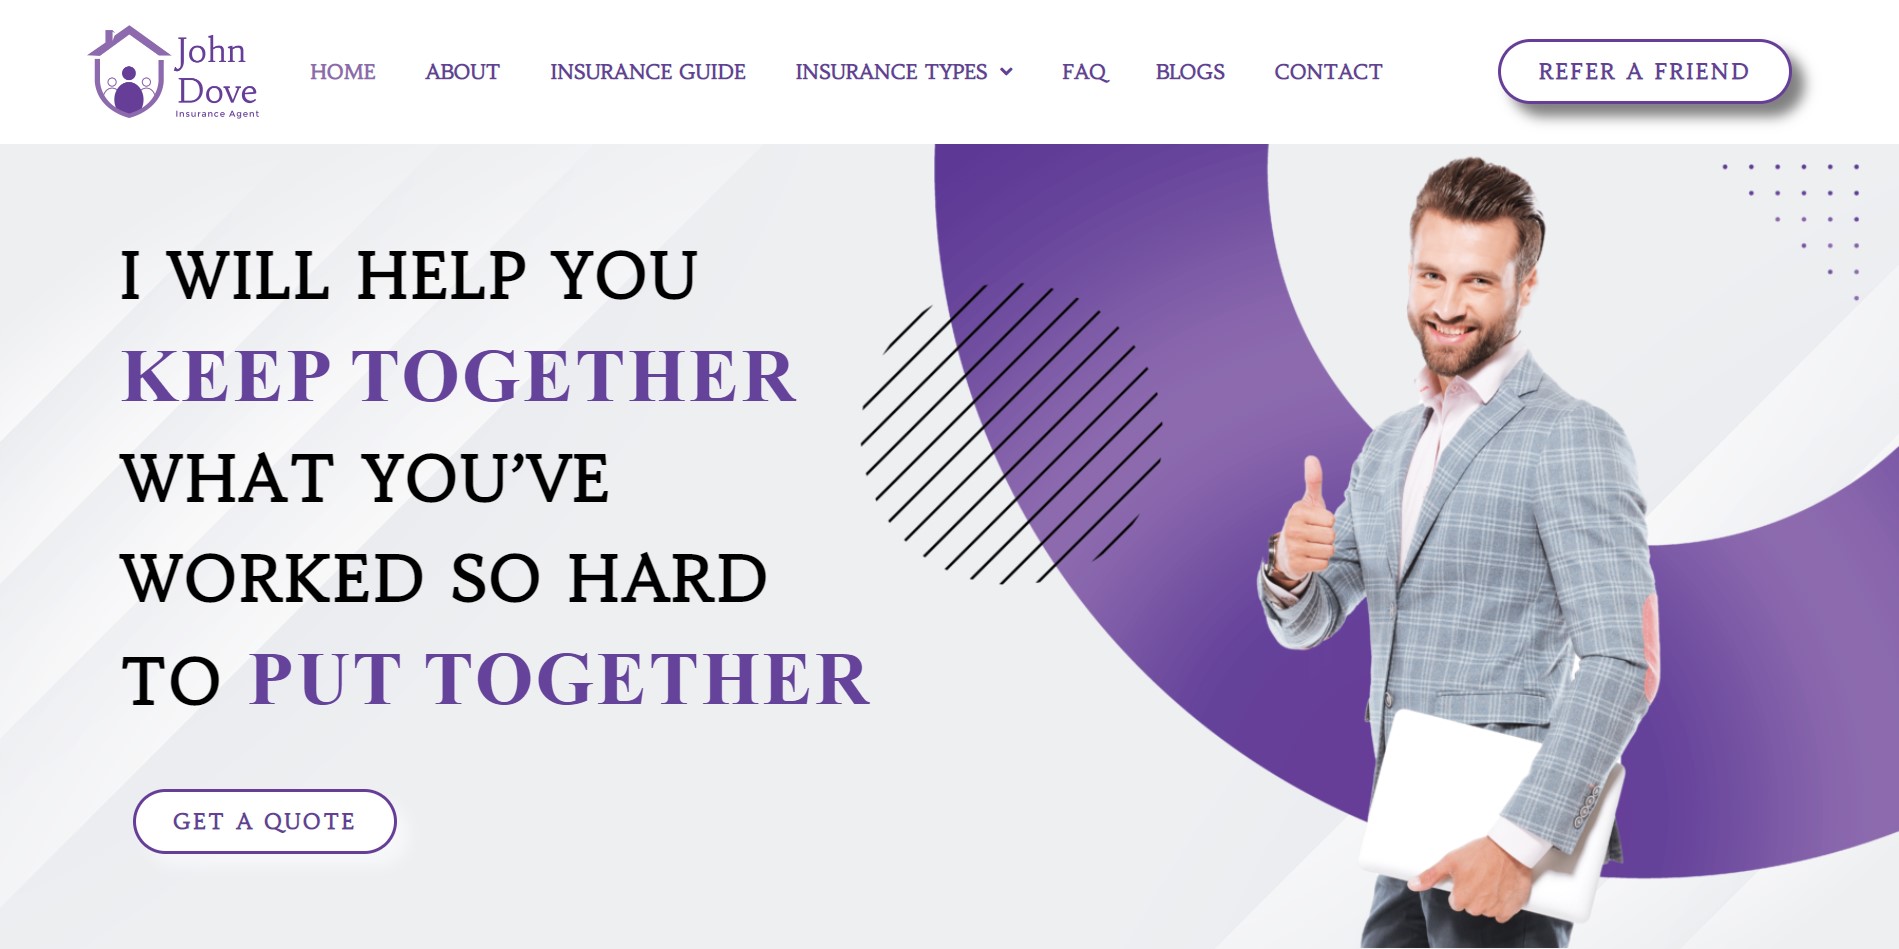 John
Dove
Insurance Agent
HOME ABOUT INSURANCE GUIDE INSURANCE TYPES FAQ BLOGS CONTACT
REFER A FRIEND
I WILL HELP YOU
KEEP TOGETHER
WHAT YOU’VE
WORKED SO HARD
TO PUT TOGETHER
GET A QUOTE